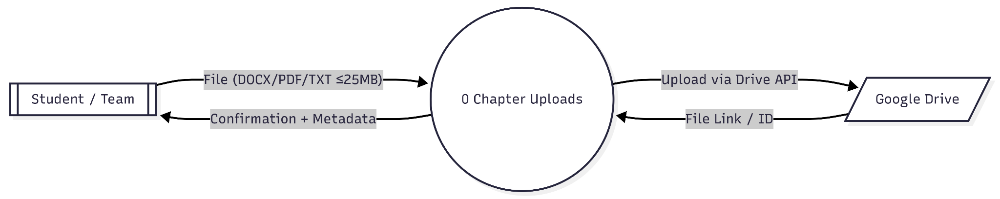 File (DOCX/PDF/TXT ≤25MB)
Upload via Drive API
Student / Team
0 Chapter Uploads
Google Drive
Confirmation + Metadata
File Link / ID